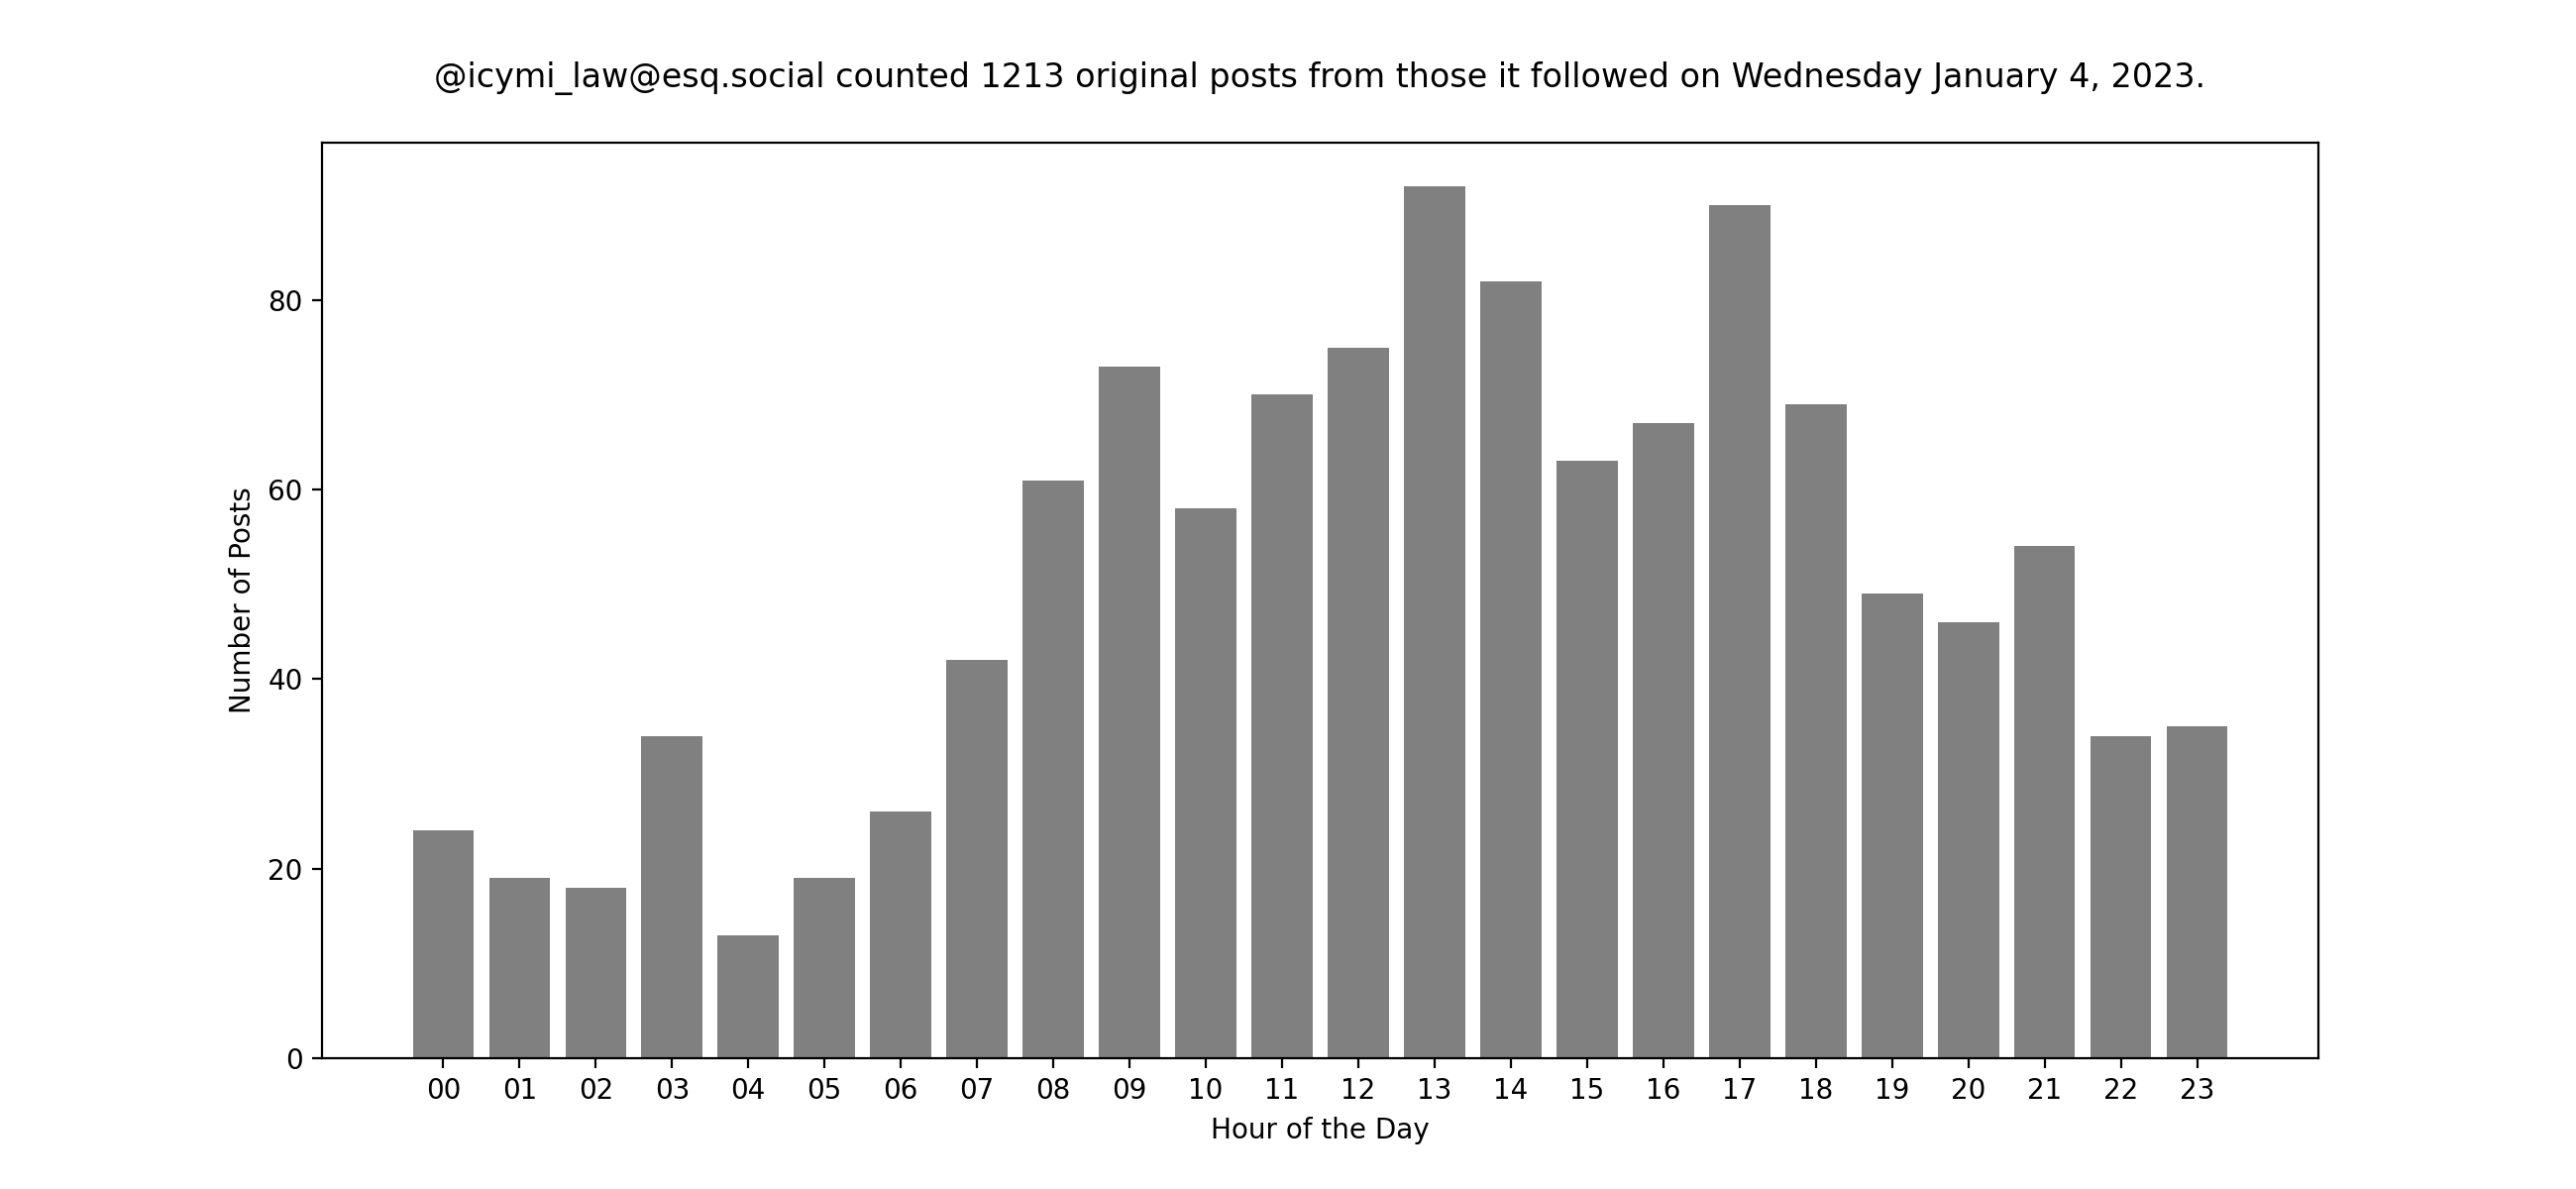 @icymi_law@esq.social counted 1213 original posts from those it followed on Wednesday January 4, 2023.
Number of Posts
80
60
40
20
0
00 01 02 03 04 05 06 07 08 09 10 11 12 13 14 15 16 17 18 19 20 21 22 23
Hour of the Day